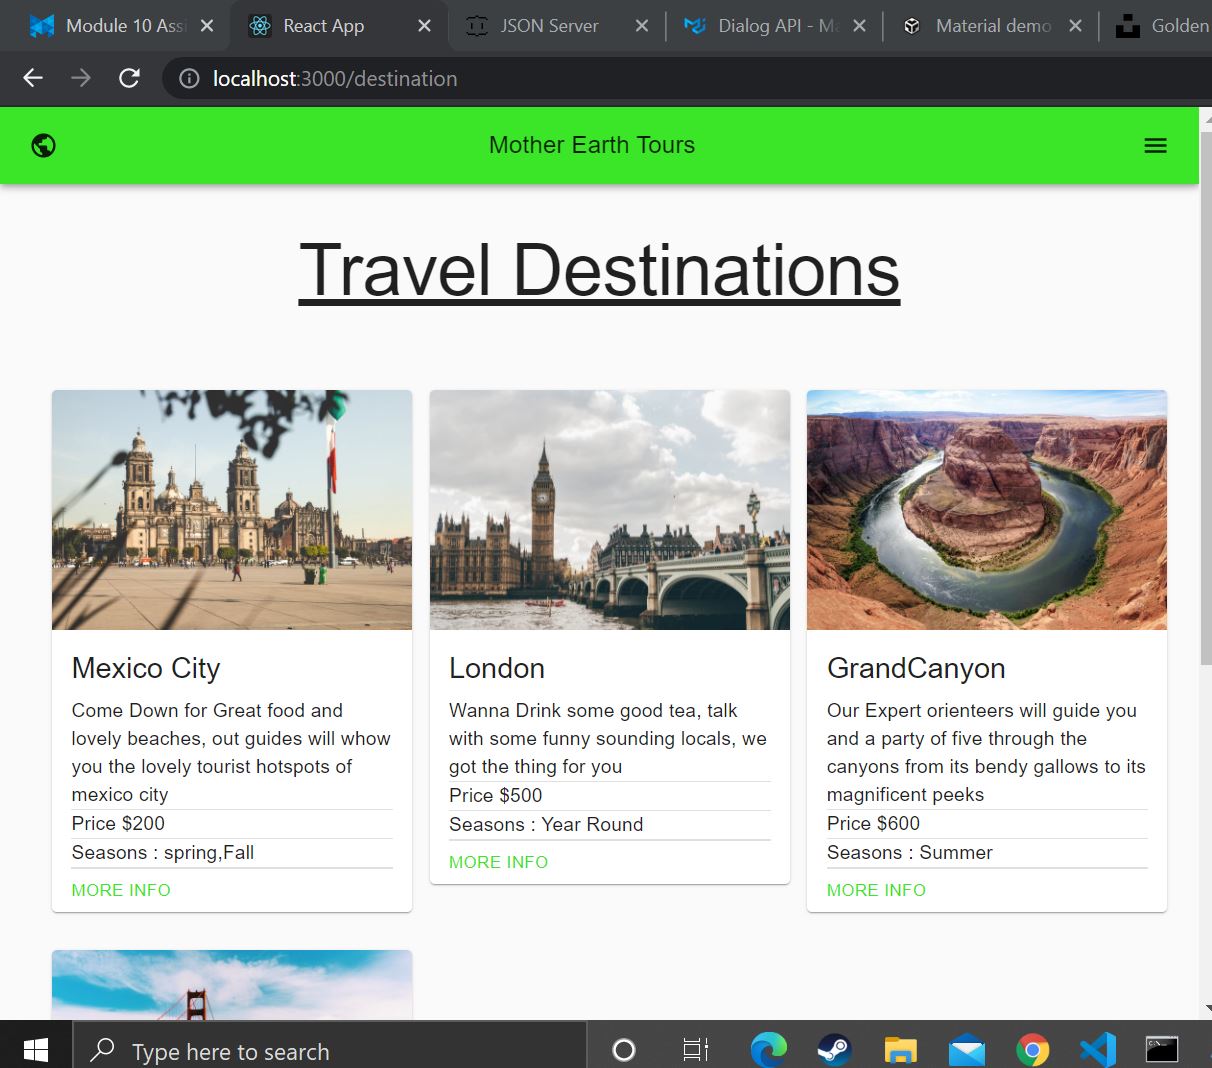 Module 10 Assi
React App
JSON Server
Dialog API - Ma
Material demo
Golden
localhost:3000/destination
Mother Earth Tours
Travel Destinations
Mexico City
Come Down for Great food and
lovely beaches, out guides will whow
you the lovely tourist hotspots of
mexico city
Price $200
Seasons : spring,Fall
MORE INFO
London
Wanna Drink some good tea, talk
with some funny sounding locals, we
got the thing for you
Price $500
Seasons : Year Round
MORE INFO
GrandCanyon
Our Expert orienteers will guide you
and a party of five through the
canyons from its bendy gallows to its
magnificent peeks
Price $600
Seasons : Summer
MORE INFO
Type here to search